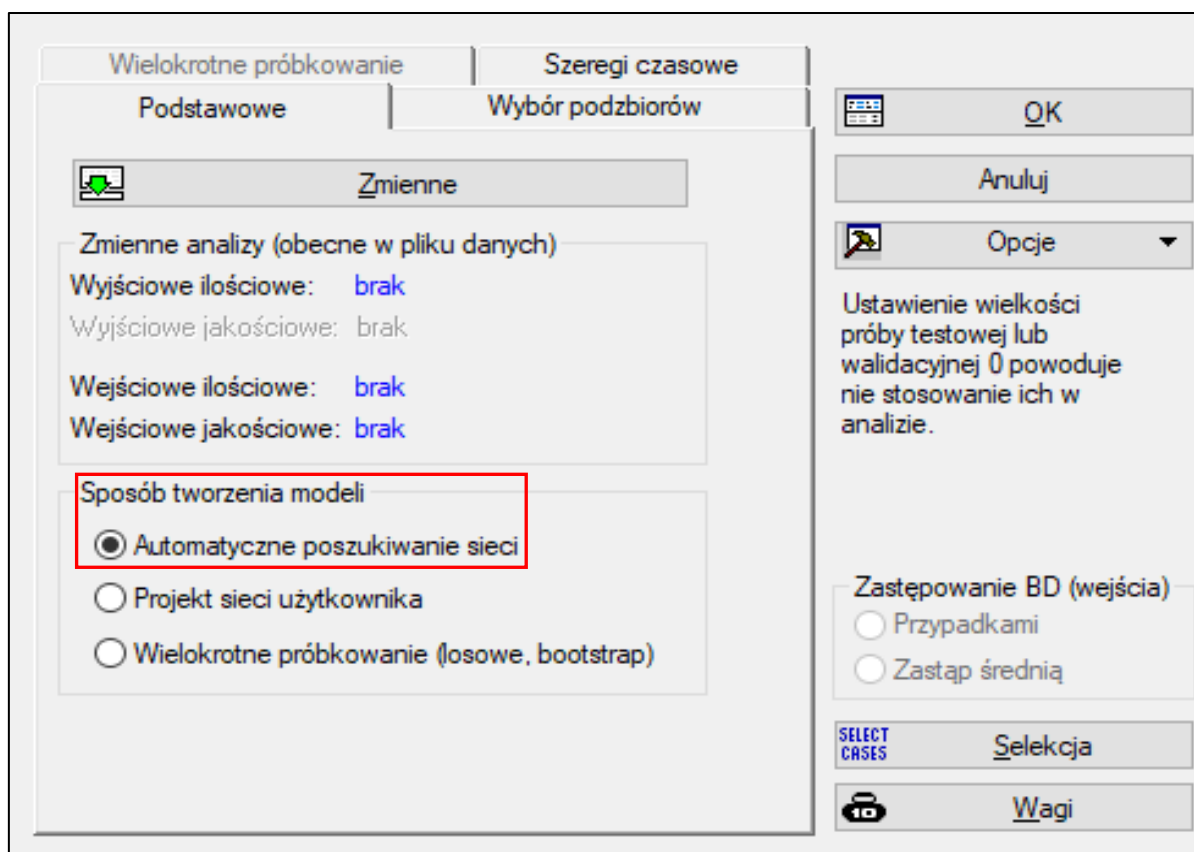 Wielokrotne próbkowanie
Szeregi czasowe
Podstawowe
Wybór podzbiorów
Zmienne
Zmienne analizy (obecne w pliku danych)
Wyjściowe ilościowe: brak
Wyjściowe jakościowe: brak
Wejściowe ilościowe: brak
Wejściowe jakościowe: brak
Sposób tworzenia modeli
Automatyczne poszukiwanie sieci
Projekt sieci użytkownika
Wielokrotne próbkowanie (losowe, bootstrap)
OK
Anuluj
Opcje
Ustawienie wielkości
próby testowej lub
walidacyjnej 0 powoduje
nie stosowanie ich w
analizie.
Zastępowanie BD (wejścia)
Przypadkami
Zastąp średnią
SELECT
CASES
Selekcja
Wagi